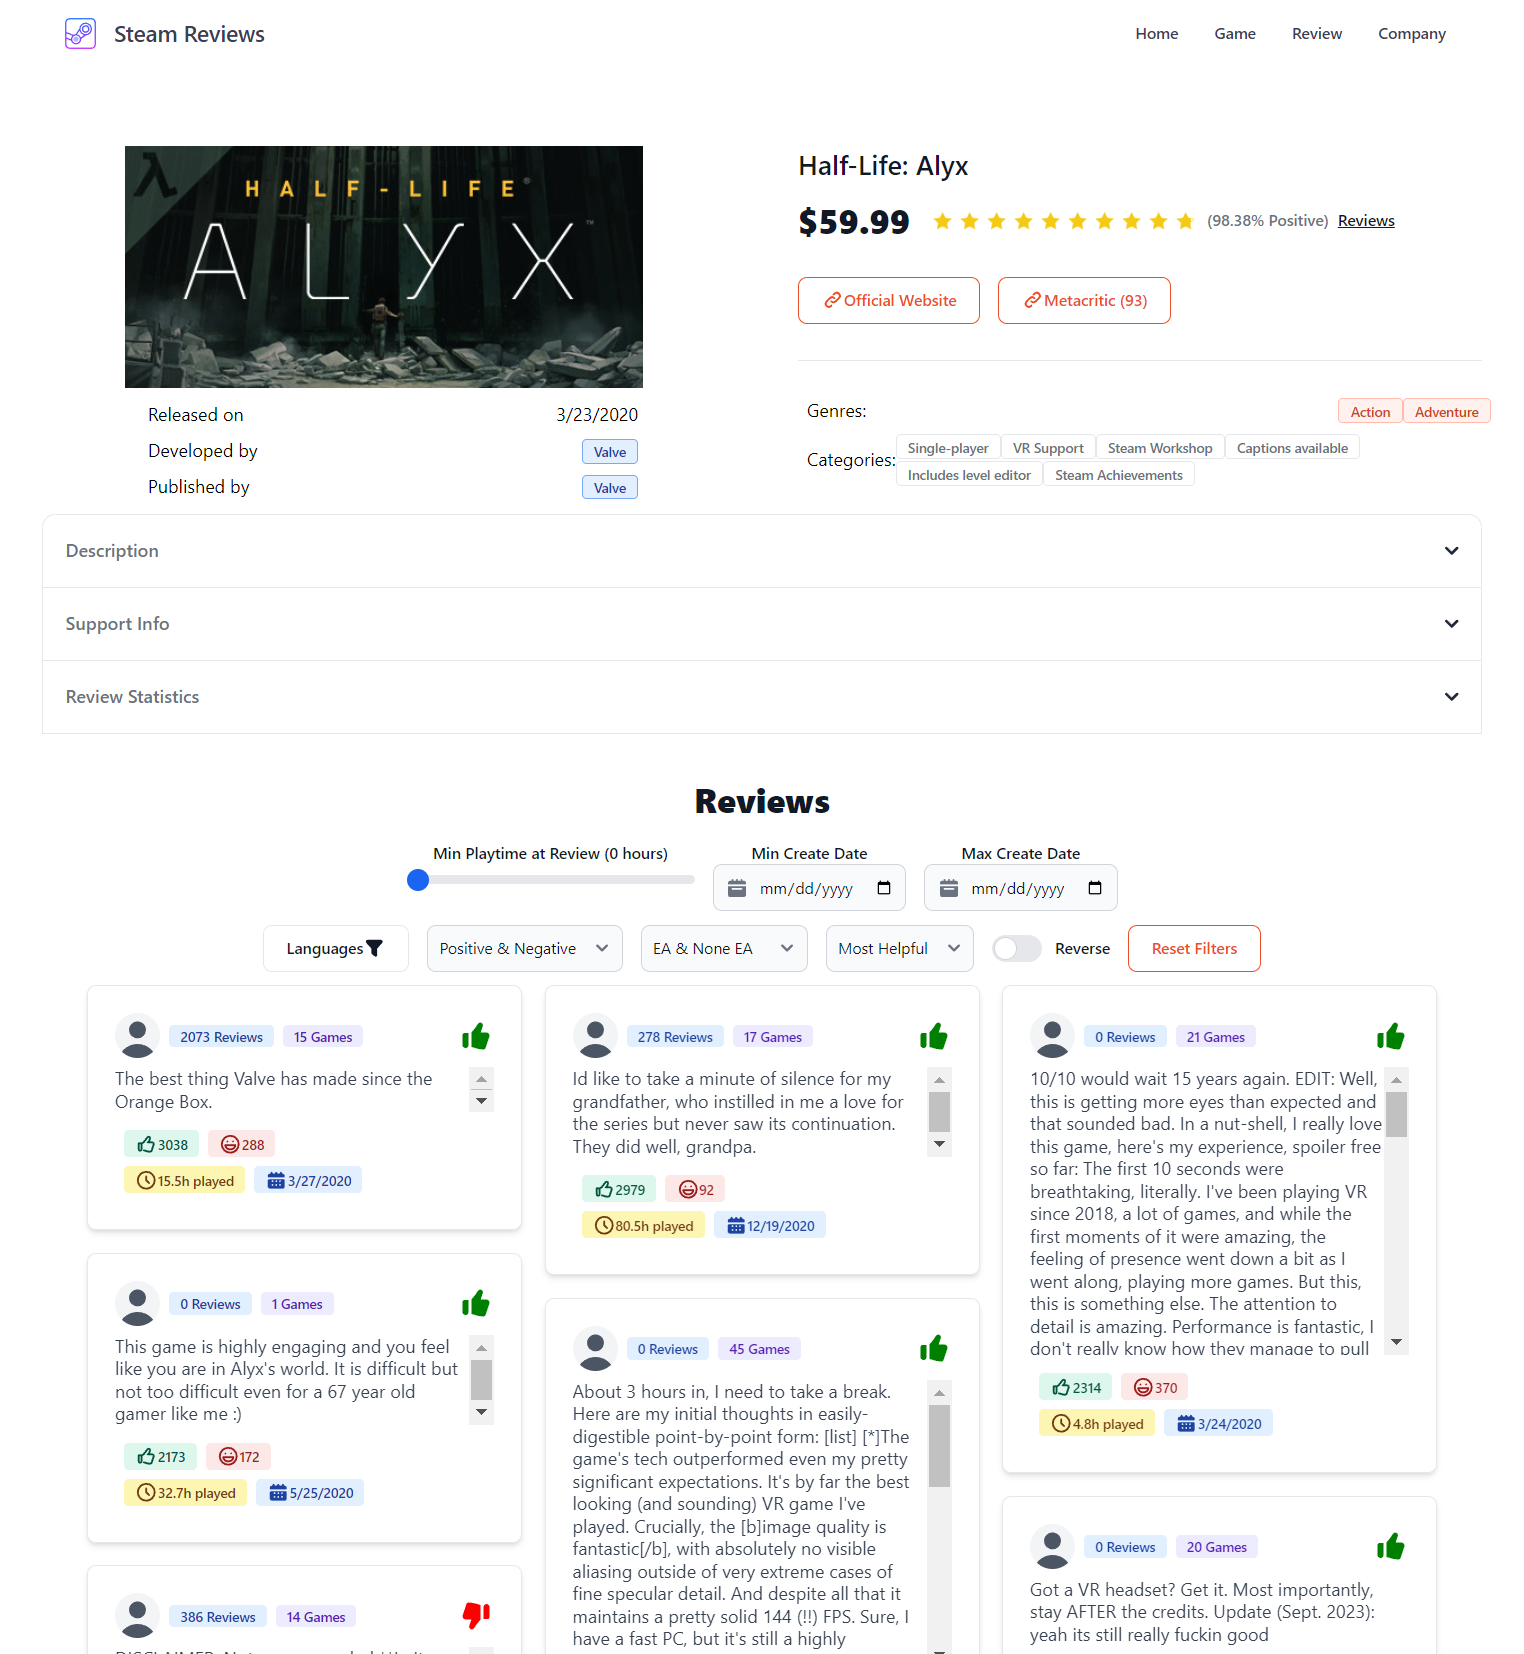 Steam Reviews
Home
Game
Review
Company
HALF-LIFE®
ALYX™
Half-Life: Alyx
$59.99
(98.38% Positive)
Reviews
Official Website
Metacritic (93)
Released on
3/23/2020
Developed by
Valve
Published by
Valve
Genres:
Action
Adventure
Categories:
Single-player
VR Support
Steam Workshop
Captions available
Includes level editor
Steam Achievements
Description
Support Info
Review Statistics
Reviews
Min Playtime at Review (0 hours)
Min Create Date
mm/dd/yyyy
Max Create Date
mm/dd/yyyy
Languages
Positive & Negative
EA & None EA
Most Helpful
Reverse
Reset Filters
2073 Reviews
15 Games
The best thing Valve has made since the
Orange Box.
3038
288
15.5h played
3/27/2020
0 Reviews
1 Games
This game is highly engaging and you feel
like you are in Alyx's world. It is difficult but
not too difficult even for a 67 year old
gamer like me :)
2173
172
32.7h played
5/25/2020
386 Reviews
14 Games
278 Reviews
17 Games
Id like to take a minute of silence for my
grandfather, who instilled in me a love for
the series but never saw its continuation.
They did well, grandpa.
2979
92
80.5h played
12/19/2020
0 Reviews
45 Games
About 3 hours in, I need to take a break.
Here are my initial thoughts in easily-
digestible point-by-point form: [list] [*]The
game's tech outperformed even my pretty
significant expectations. It's by far the best
looking (and sounding) VR game I've
played. Crucially, the [b]image quality is
fantastic[/b], with absolutely no visible
aliasing outside of very extreme cases of
fine specular detail. And despite all that it
maintains a pretty solid 144 (!!) FPS. Sure, I
have a fast PC, but it's still a highly
0 Reviews
21 Games
10/10 would wait 15 years again. EDIT: Well,
this is getting more eyes than expected and
that sounded bad. In a nut-shell, I really love
this game, here's my experience, spoiler free
so far: The first 10 seconds were
breathtaking, literally. I've been playing VR
since 2018, a lot of games, and while the
first moments of it were amazing, the
feeling of presence went down a bit as I
went along, playing more games. But this,
this is something else. The attention to
detail is amazing. Performance is fantastic, I
don't really know how they manage to pull
2314
370
4.8h played
3/24/2020
0 Reviews
20 Games
Got a VR headset? Get it. Most importantly,
stay AFTER the credits. Update (Sept. 2023):
yeah its still really fuckin good